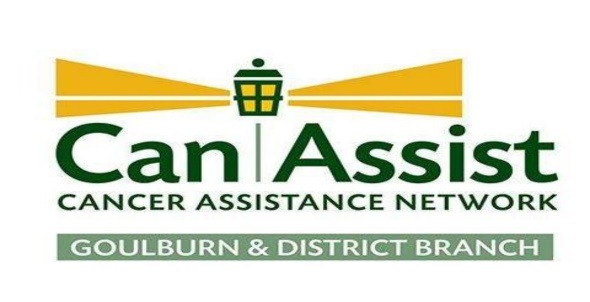 Can|Assist
CANCER ASSISTANCE NETWORK
GOULBURN & DISTRICT BRANCH